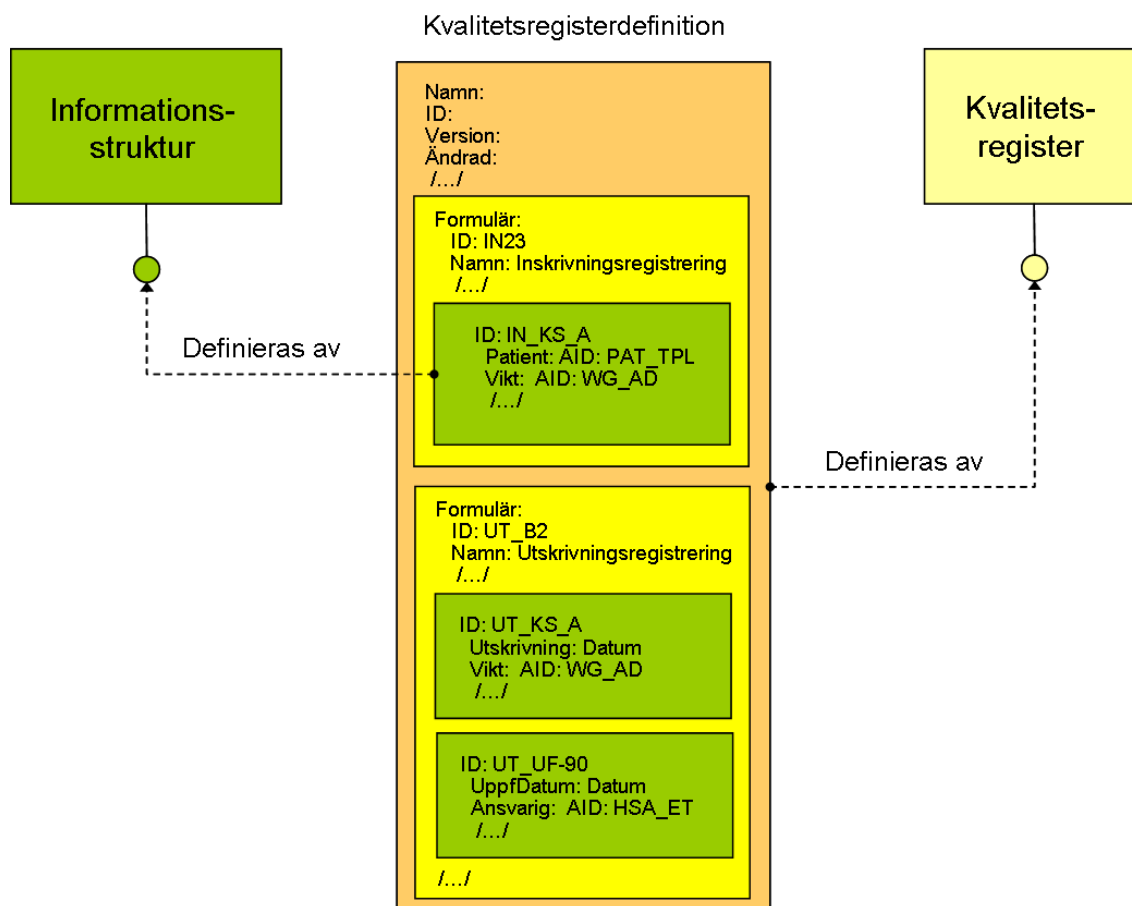 Kvalitetsregisterdefinition
Informations-
struktur
Kvalitets-
register
Namn:
ID:
Version:
Ändrad:
/.../
Formulär:
ID: IN23
Namn: Inskrivningsregistrering
/.../
ID: IN_KS_A
Patient: AID: PAT_TPL
Vikt: AID: WG_AD
/.../
Definieras av
Definieras av
Formulär:
ID: UT_B2
Namn: Utskrivningsregistrering
/.../
ID: UT_KS_A
Utskrivning: Datum
Vikt: AID: WG_AD
/.../
ID: UT_UF-90
UppfDatum: Datum
Ansvarig: AID: HSA_ET
/.../
/.../